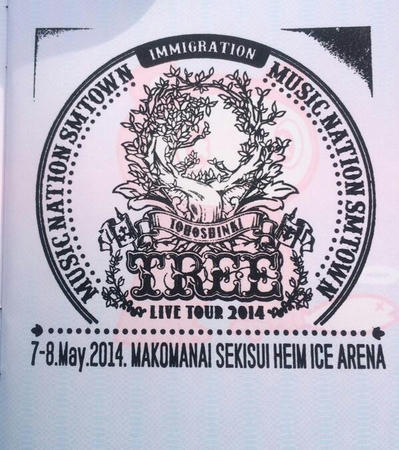 IMMIGRATION
MUSIC NATION SMTOWN
MUSIC NATION SMTOWN
TOHOSHINKI
TREE
LIVE TOUR 2014
7-8.May.2014. MAKOMANAI SEKISUI HEIM ICE ARENA